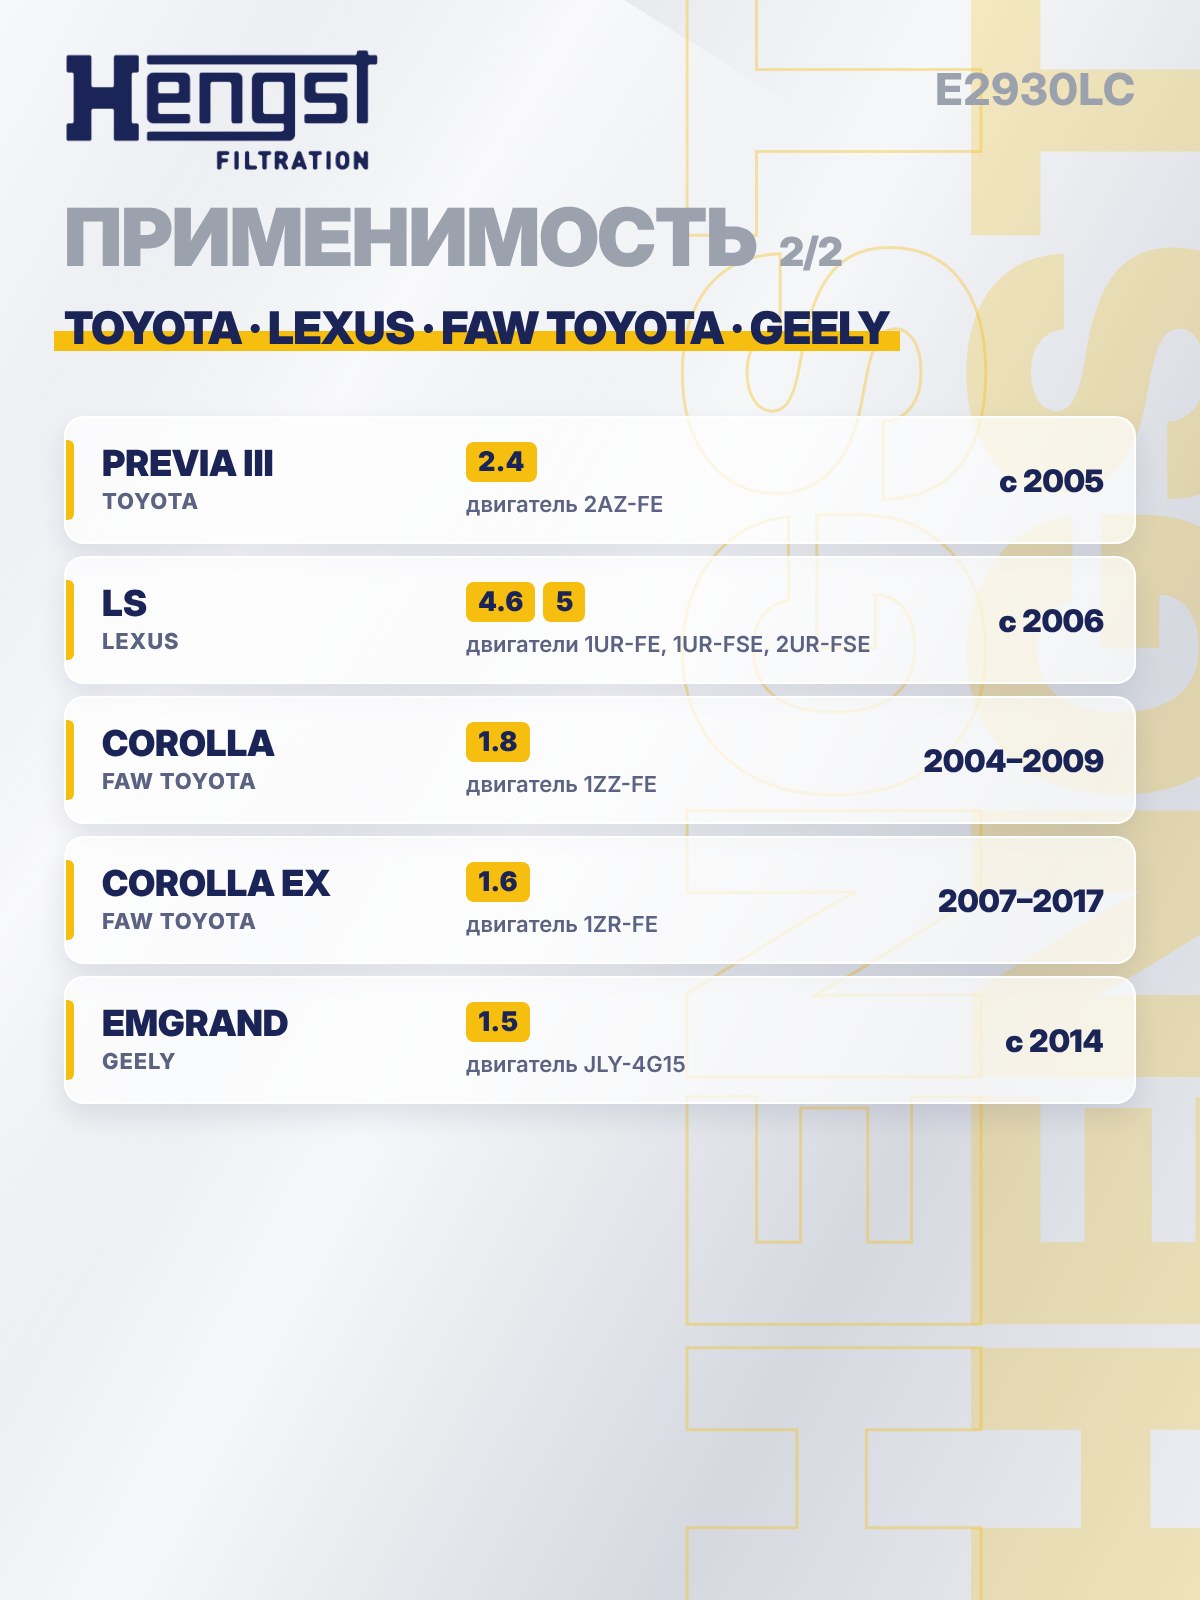 Hengst
FILTRATION
E2930LC
ПРИМЕНИМОСТЬ 2/2
TOYOTA · LEXUS · FAW TOYOTA · GEELY
PREVIA III
TOYOTA
2.4
двигатель 2AZ-FE
с 2005
LS
LEXUS
4.6 5
двигатели 1UR-FE, 1UR-FSE, 2UR-FSE
с 2006
COROLLA
FAW TOYOTA
1.8
двигатель 1ZZ-FE
2004–2009
COROLLA EX
FAW TOYOTA
1.6
двигатель 1ZR-FE
2007–2017
EMGRAND
GEELY
1.5
двигатель JLY-4G15
с 2014
HENGST
HENGST